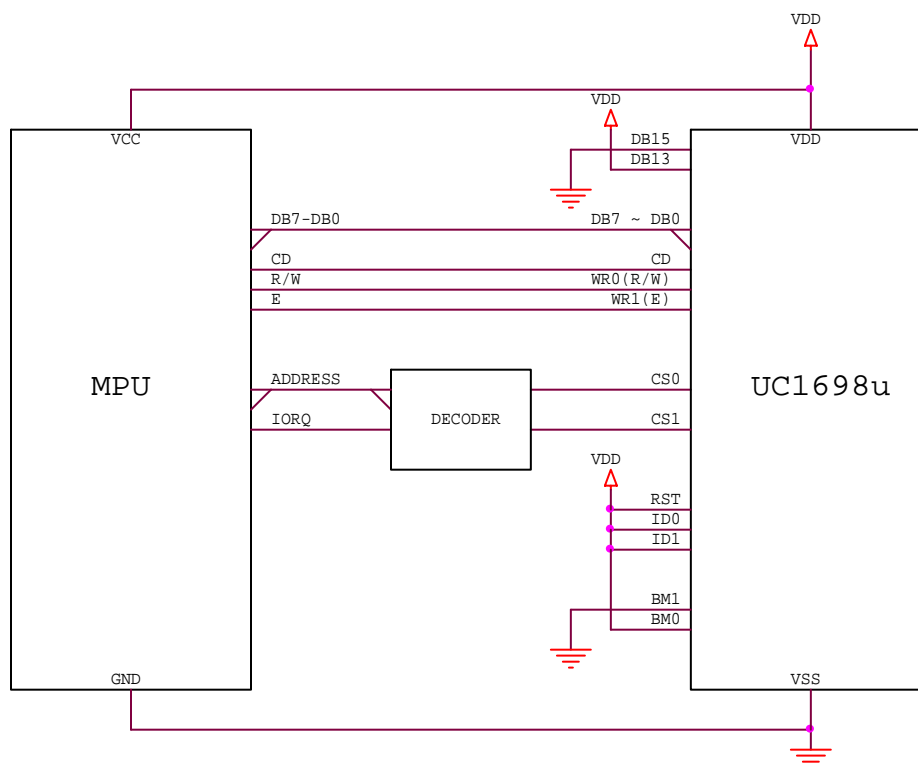 VDD
VDD
VCC
DB15
VDD
DB13
DB7-DB0
DB7 ~ DB0
CD
CD
R/W
WR0(R/W)
E
WR1(E)
MPU
ADDRESS
CS0
UC1698u
IORQ
DECODER
CS1
VDD
RST
ID0
ID1
BM1
BM0
GND
VSS